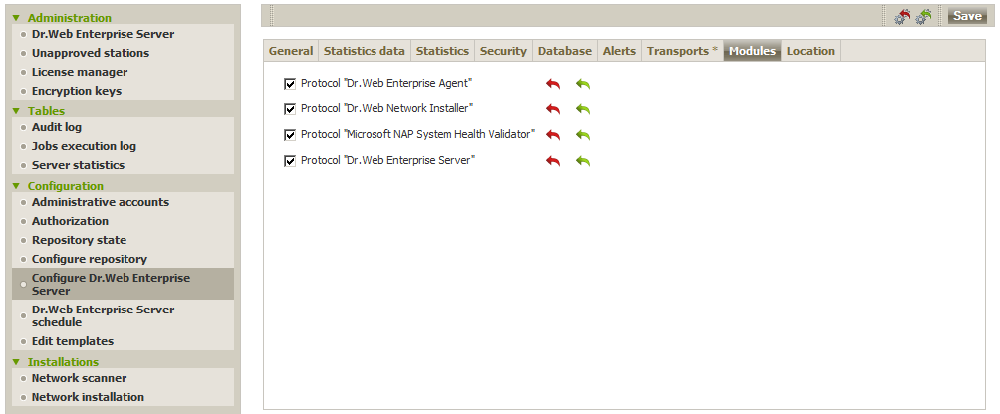 Administration
Dr.Web Enterprise Server
Unapproved stations
License manager
Encryption keys
Tables
Audit log
Jobs execution log
Server statistics
Configuration
Administrative accounts
Authorization
Repository state
Configure repository
Configure Dr.Web Enterprise
Server
Dr.Web Enterprise Server
schedule
Edit templates
Installations
Network scanner
Network installation
Save
General Statistics data Statistics Security Database Alerts Transports * Modules Location
Protocol "Dr.Web Enterprise Agent"
Protocol "Dr.Web Network Installer"
Protocol "Microsoft NAP System Health Validator"
Protocol "Dr.Web Enterprise Server"